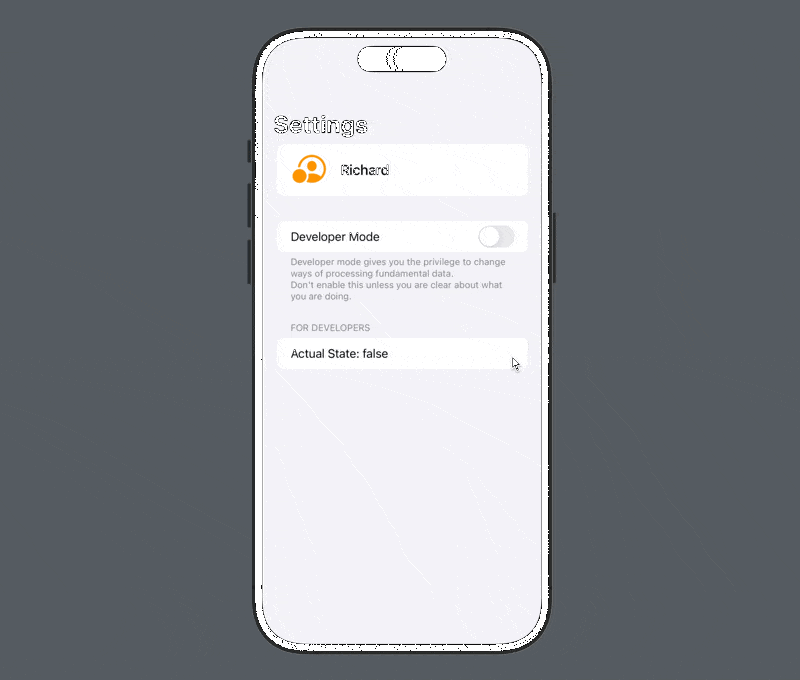 Settings
Richard
Developer Mode
Developer mode gives you the privilege to change
ways of processing fundamental data.
Don't enable this unless you are clear about what
you are doing.
FOR DEVELOPERS
Actual State: false